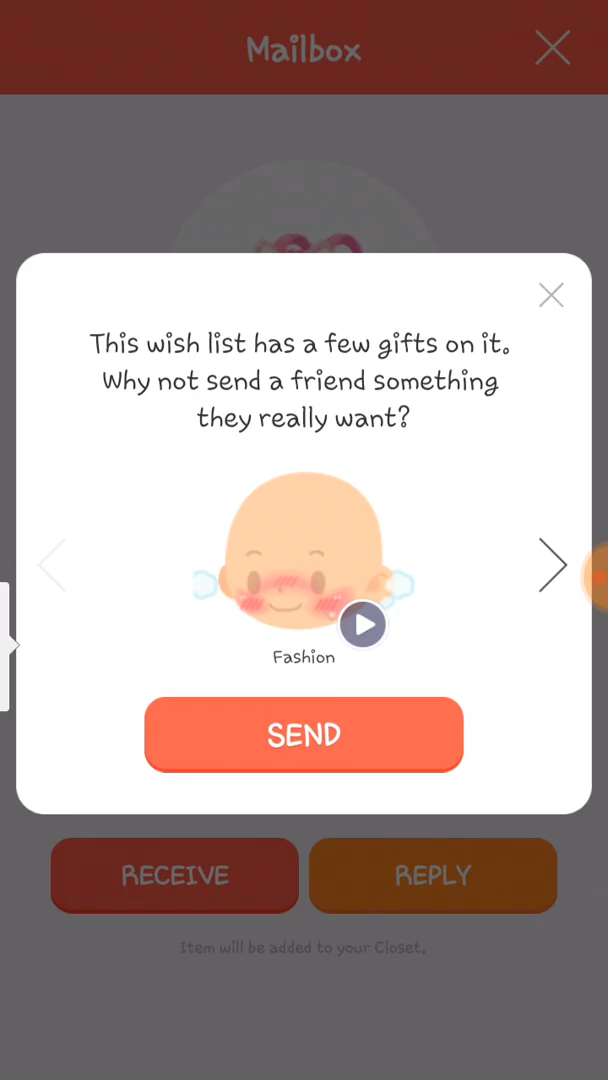 Mailbox
This wish list has a few gifts on it.
Why not send a friend something
they really want?
Fashion
SEND
RECEIVE
REPLY
Item will be added to your Closet.